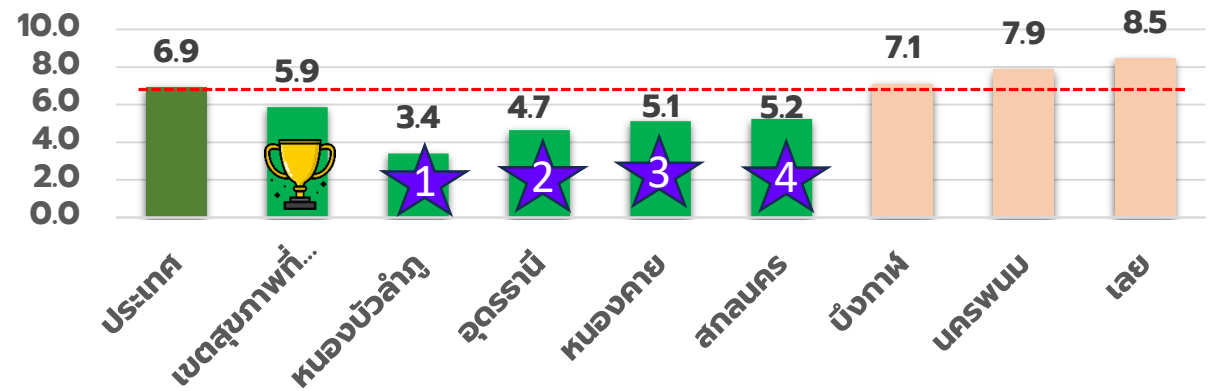 10.0
8.0
6.0
4.0
2.0
0.0
6.9
5.9
3.4
4.7
5.1
5.2
7.1
7.9
8.5
1
2
3
4
ประเทศ
เขตสุขภาพที่...
หนองบัวลำภู
อุดรธานี
หนองคาย
สกลนคร
บึงกาฬ
นครพนม
เลย